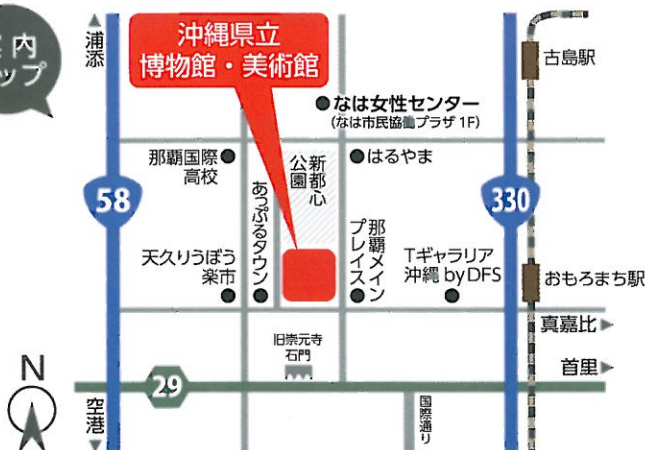 内
ップ
浦添
沖縄県立
博物館・美術館
古島駅
なは女性センター
(なは市民協働プラザ 1F)
那覇国際
高校
新都心
公園
はるやま
58
330
あっぷるタウン
那覇メイン
プレイス
天久りうぼう
楽市
Tギャラリア
沖縄 byDFS
おもろまち駅
真嘉比
旧崇元寺
石門
首里
N
29
空港
国際通り